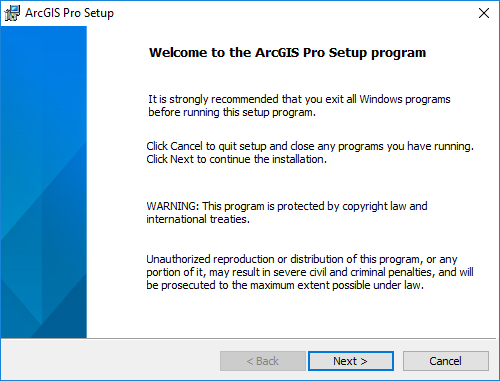 ArcGIS Pro Setup
Welcome to the ArcGIS Pro Setup program
It is strongly recommended that you exit all Windows programs
before running this setup program.
Click Cancel to quit setup and close any programs you have running.
Click Next to continue the installation.
WARNING: This program is protected by copyright law and
international treaties.
Unauthorized reproduction or distribution of this program, or any
portion of it, may result in severe civil and criminal penalties, and will
be prosecuted to the maximum extent possible under law.
< Back Next > Cancel